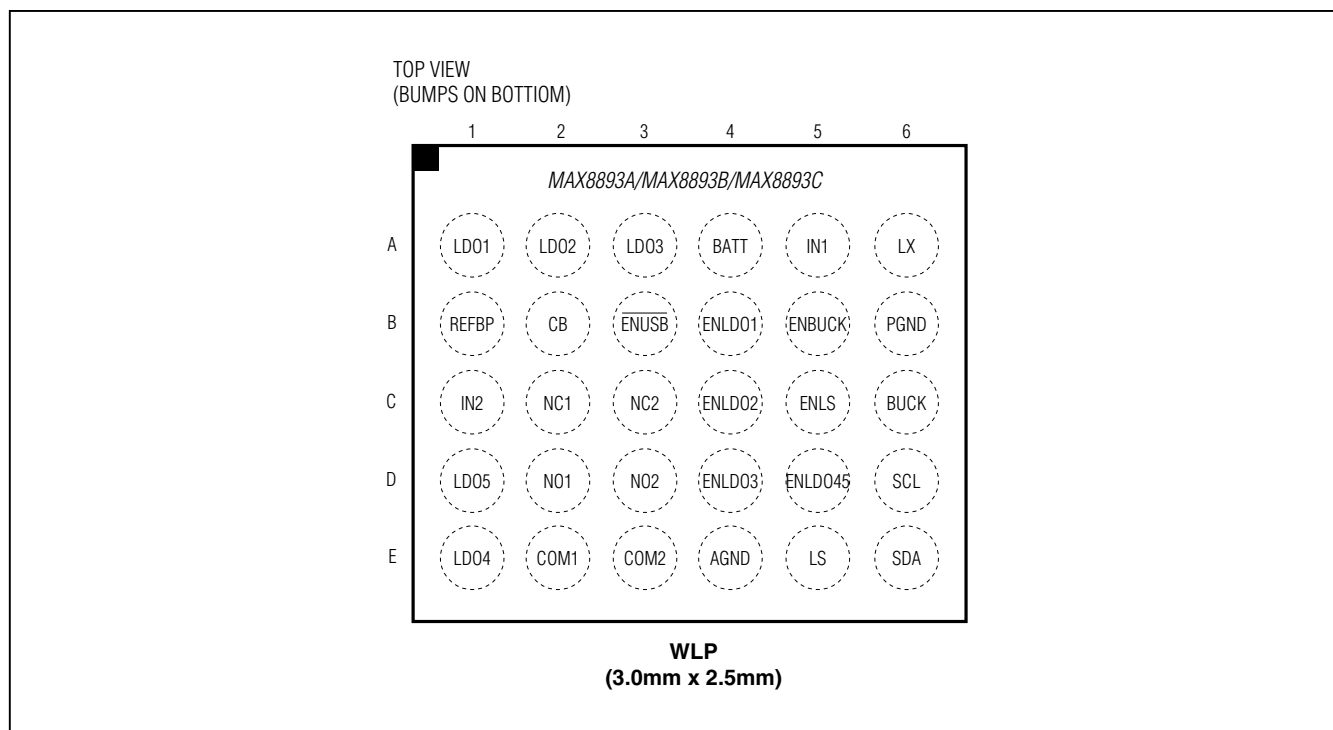 TOP VIEW
(BUMPS ON BOTTIOM)
1 2 3 4 5 6
MAX8893A/MAX8893B/MAX8893C
A LDO1 LDO2 LDO3 BATT IN1 LX
B REFBP CB ENUSB ENLDO1 ENBUCK PGND
C IN2 NC1 NC2 ENLDO2 ENLS BUCK
D LDO5 NO1 NO2 ENLDO3 ENLDO45 SCL
E LDO4 COM1 COM2 AGND LS SDA
WLP
(3.0mm x 2.5mm)